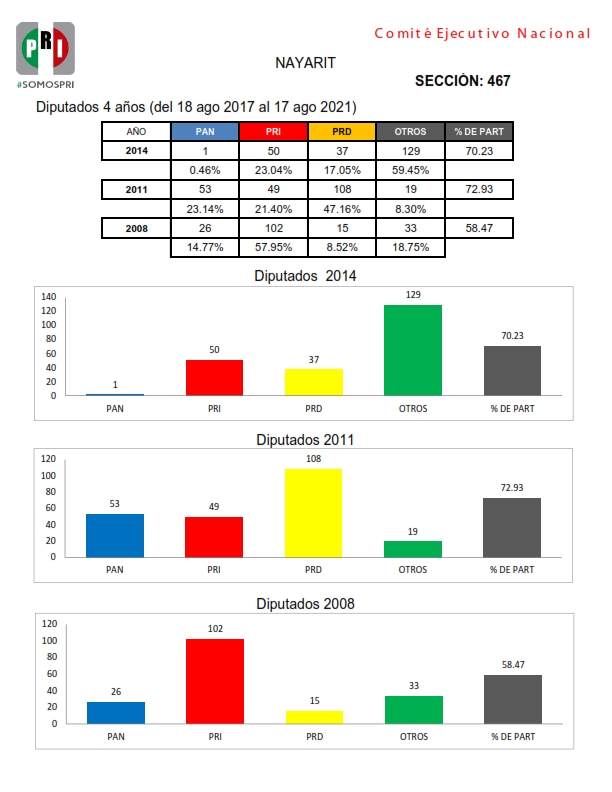 Comité Ejecutivo Nacional
PRI
#SOMOSPRI
NAYARIT
SECCIÓN: 467
Diputados 4 años (del 18 ago 2017 al 17 ago 2021)
AÑO PAN PRI PRD OTROS % DE PART
2014 1 50 37 129 70.23
0.46% 23.04% 17.05% 59.45%
2011 53 49 108 19 72.93
23.14% 21.40% 47.16% 8.30%
2008 26 102 15 33 58.47
14.77% 57.95% 8.52% 18.75%
Diputados 2014
140
120
100
80
60
40
20
0
1 50 37 129 70.23
PAN PRI PRD OTROS % DE PART
Diputados 2011
120
100
80
60
40
20
0
53 49 108 19 72.93
PAN PRI PRD OTROS % DE PART
Diputados 2008
120
100
80
60
40
20
0
26 102 15 33 58.47
PAN PRI PRD OTROS % DE PART